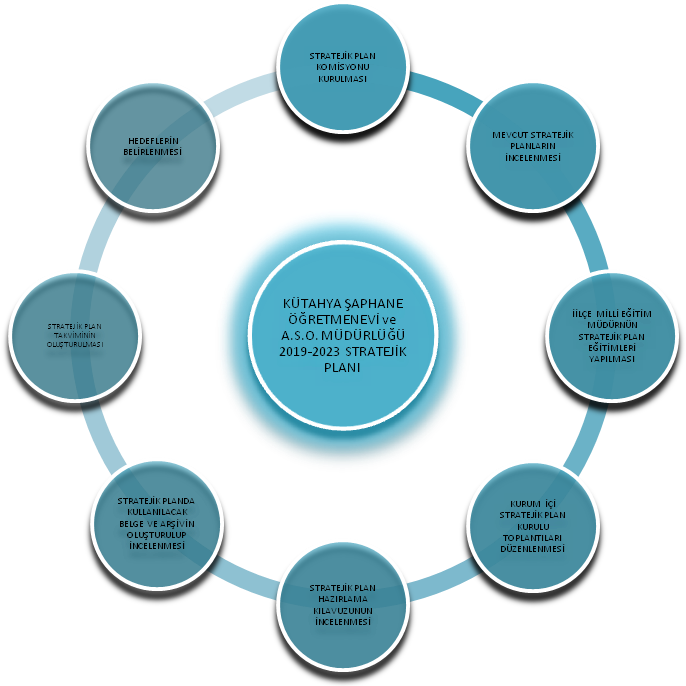 STRATEJİK PLAN
KOMİSYONU
KURULMASI
MEVCUT STRATEJİK
PLANLARIN
İNCELENMESİ
İİLÇE MİLLİ EĞİTİM
MÜDÜRNÜN
STRATEJİK PLAN
EĞİTİMLERİ
YAPILMASI
KURUM İÇİ
STRATEJİK PLAN
KURULU
TOPLANTILARI
DÜZENLENMESİ
STRATEJİK PLAN
HAZIRLAMA
KILAVUZUNUN
İNCELENMESİ
STRATEJİK PLANDA
KULLANILACAK
BELGE VE ARŞİVİN
OLUŞTURULUP
İNCELENMESİ
STRATEJİK PLAN
TAKVİMİNİN
OLUŞTURULMASI
HEDEFLERİN
BELİRLENMESİ
KÜTAHYA ŞAPHANE
ÖĞRETMENEVİ ve
A.S.O. MÜDÜRLÜĞÜ
2019-2023 STRATEJİK
PLANI